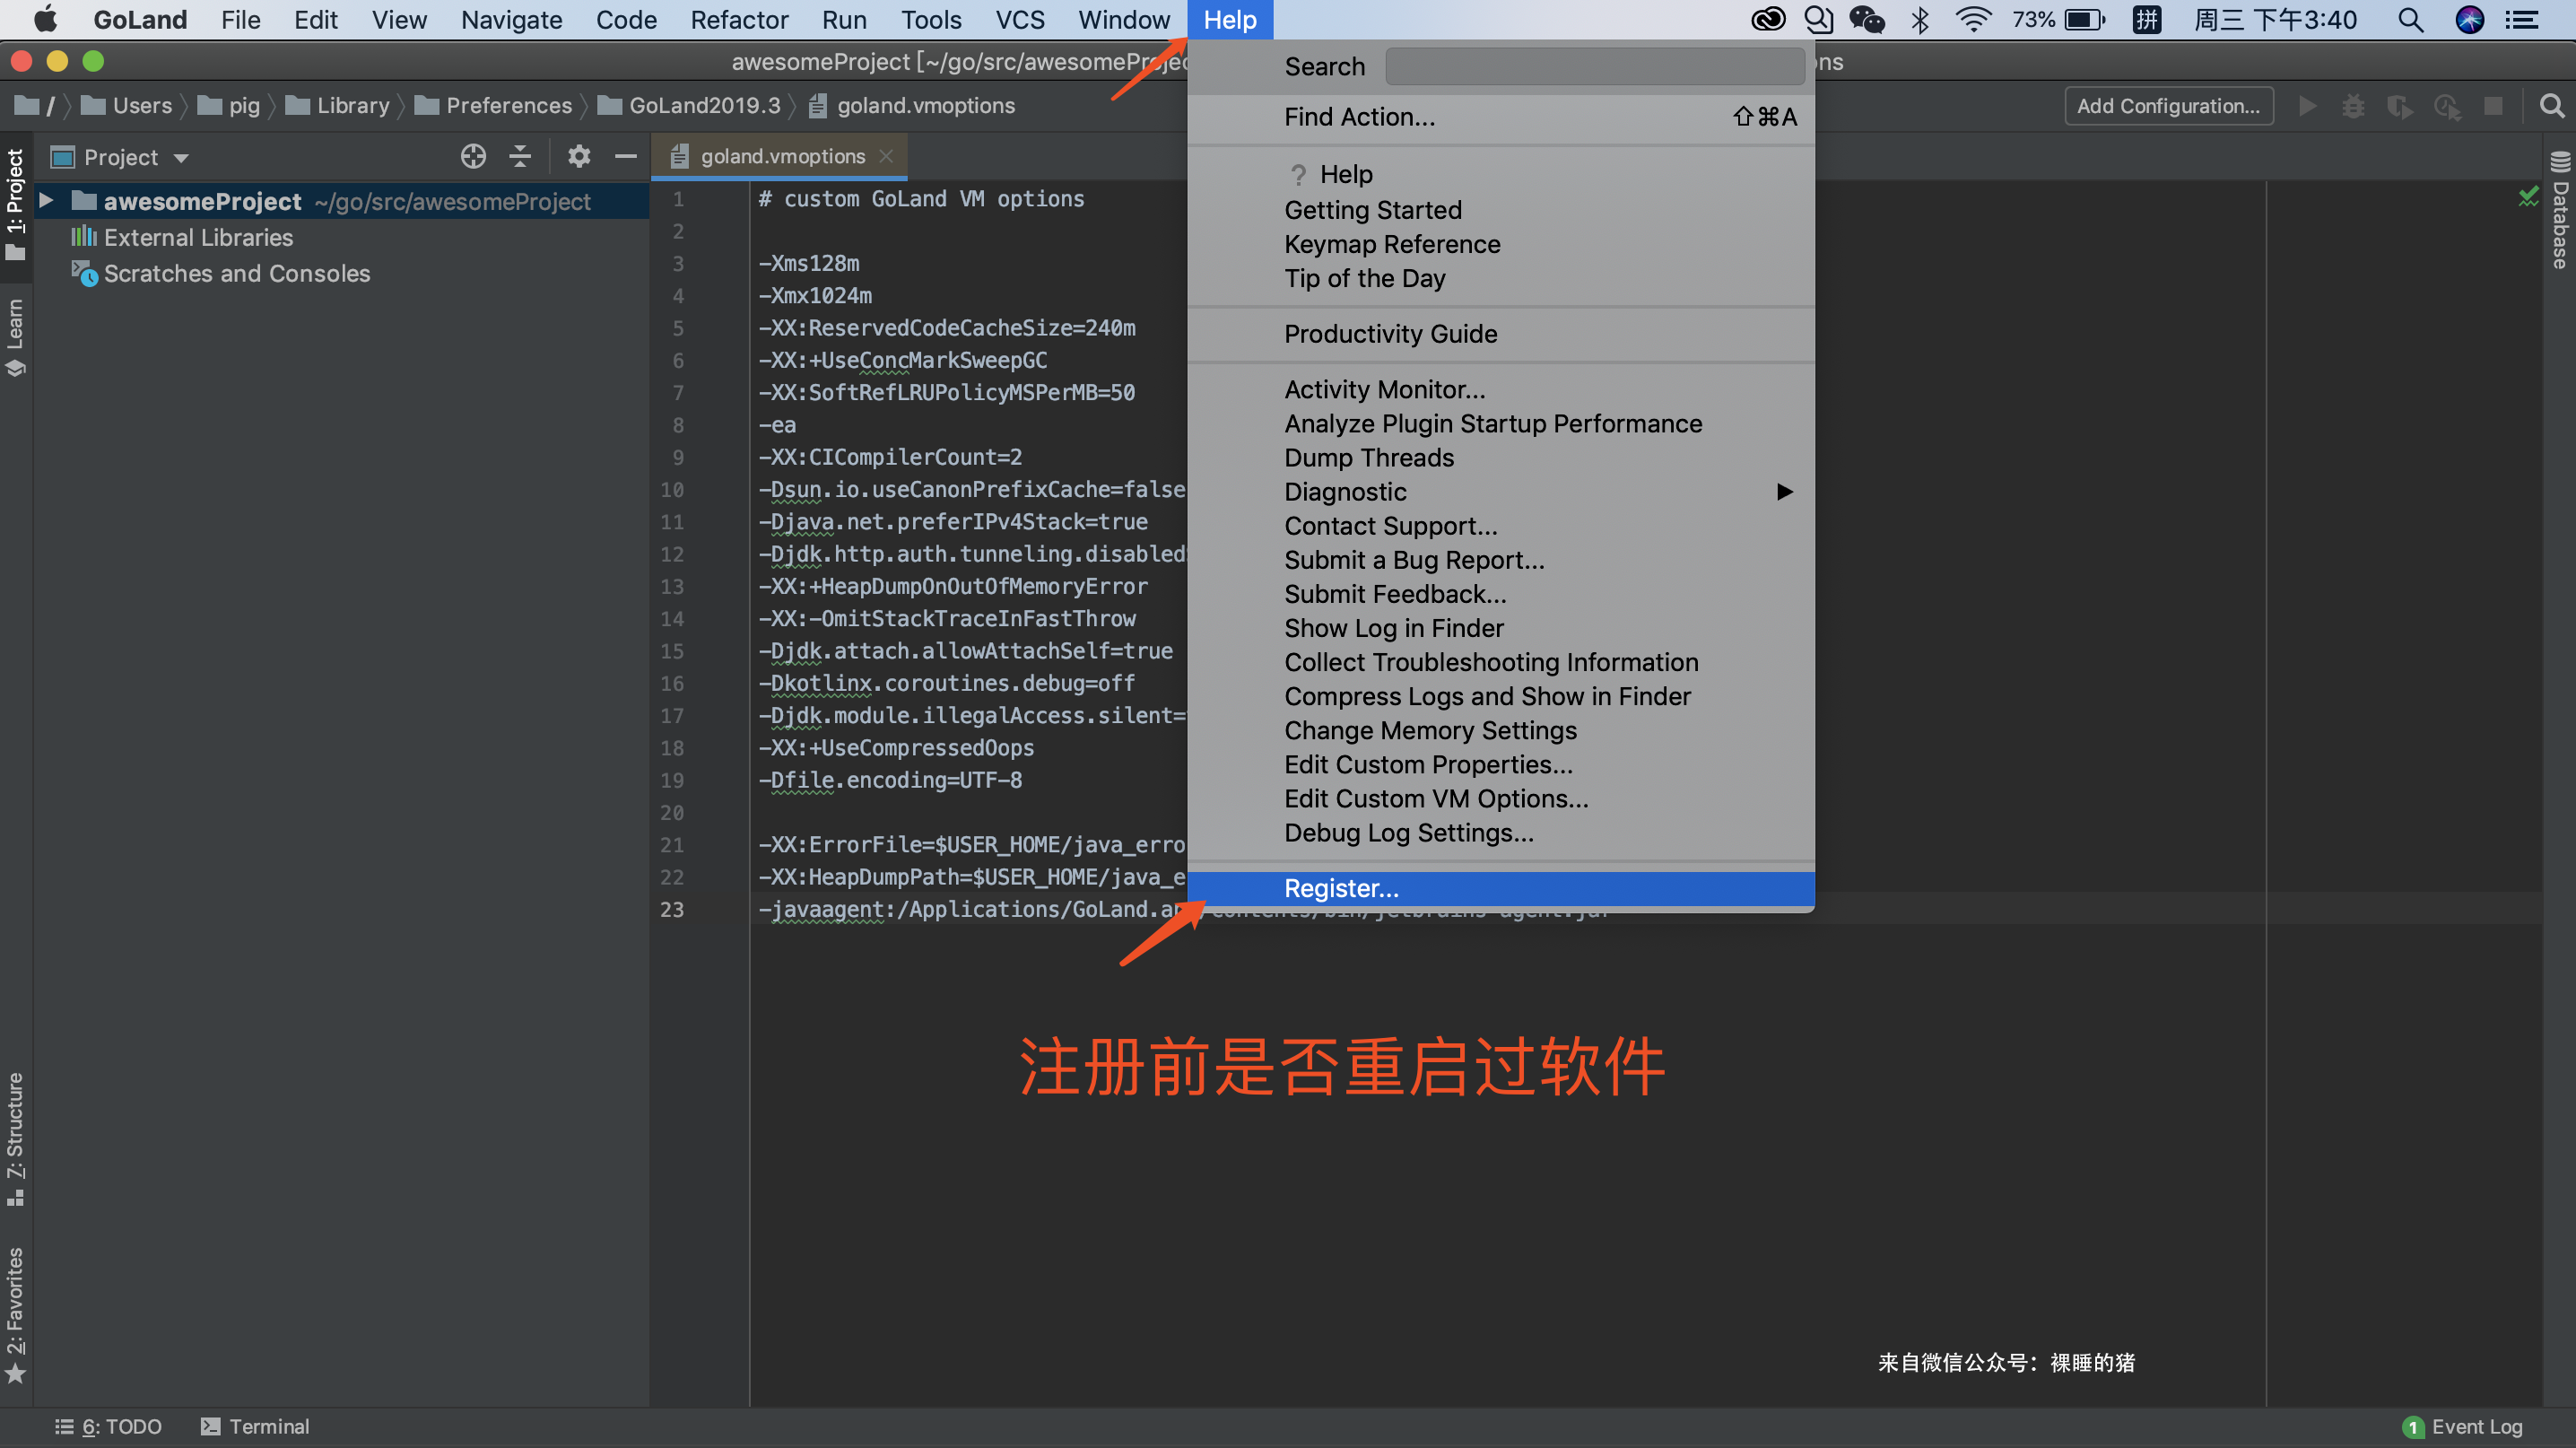 GoLand File Edit View Navigate Code Refactor Run Tools VCS Window Help 73% 拼 周三 下午3:40
awesomeProject [~/go/src/awesomeProjec
ns
/ Users pig Library Preferences GoLand2019.3 goland.vmoptions Add Configuration...
Project
goland.vmoptions
1: Project
Learn
7: Structure
2: Favorites
Database
awesomeProject ~/go/src/awesomeProject
External Libraries
Scratches and Consoles
1 # custom GoLand VM options
2
3 -Xms128m
4 -Xmx1024m
5 -XX:ReservedCodeCacheSize=240m
6 -XX:+UseConcMarkSweepGC
7 -XX:SoftRefLRUPolicyMSPerMB=50
8 -ea
9 -XX:CICompilerCount=2
10 -Dsun.io.useCanonPrefixCache=false
11 -Djava.net.preferIPv4Stack=true
12 -Djdk.http.auth.tunneling.disabled
13 -XX:+HeapDumpOnOutOfMemoryError
14 -XX:-OmitStackTraceInFastThrow
15 -Djdk.attach.allowAttachSelf=true
16 -Dkotlinx.coroutines.debug=off
17 -Djdk.module.illegalAccess.silent=
18 -XX:+UseCompressedOops
19 -Dfile.encoding=UTF-8
20
21 -XX:ErrorFile=$USER_HOME/java_erro
22 -XX:HeapDumpPath=$USER_HOME/java_e
23 -javaagent:/Applications/GoLand.ap
Search
Find Action... ⇧⌘A
? Help
Getting Started
Keymap Reference
Tip of the Day
Productivity Guide
Activity Monitor...
Analyze Plugin Startup Performance
Dump Threads
Diagnostic
Contact Support...
Submit a Bug Report...
Submit Feedback...
Show Log in Finder
Collect Troubleshooting Information
Compress Logs and Show in Finder
Change Memory Settings
Edit Custom Properties...
Edit Custom VM Options...
Debug Log Settings...
Register...
注册前是否重启过软件
来自微信公众号：裸睡的猪
6: TODO Terminal 1 Event Log